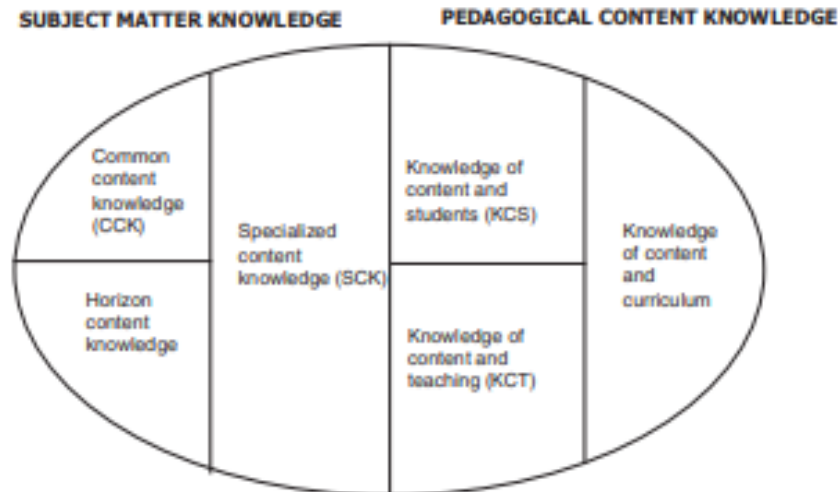 SUBJECT MATTER KNOWLEDGE
PEDAGOGICAL CONTENT KNOWLEDGE
Common
content
knowledge
(CCK)
Horizon
content
knowledge
Specialized
content
knowledge (SCK)
Knowledge of
content and
students (KCS)
Knowledge of
content and
teaching (KCT)
Knowledge
of content
and
curriculum